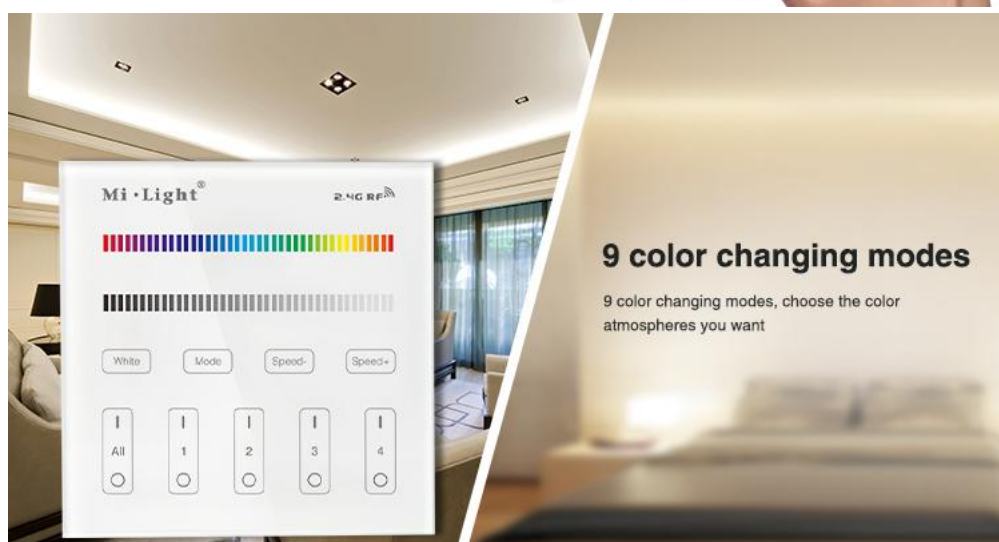 Mi·Light®
2.4G RF
White
Mode
Speed-
Speed+
All
1
2
3
4
9 color changing modes
9 color changing modes, choose the color
atmospheres you want